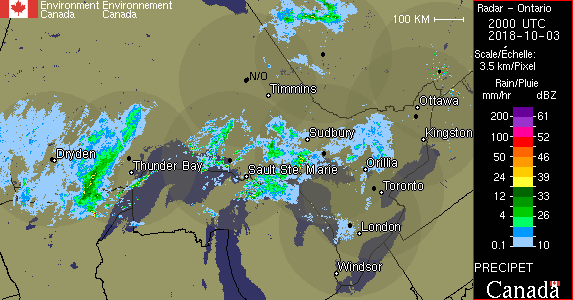 Environment Environnement
Canada Canada
100 KM
N/O
Timmins
Ottawa
Sudbury
Kingston
Dryden
Thunder Bay
Sault Ste. Marie
Orillia
Toronto
London
Windsor
Radar - Ontario
2000 UTC
2018-10-03
Scale/Échelle:
3.5 km/Pixel
Rain/Pluie
mm/hr dBZ
200 61
100 52
50 46
24 39
12 33
4 26
2 20
0.1 10
PRECIPET
Canada